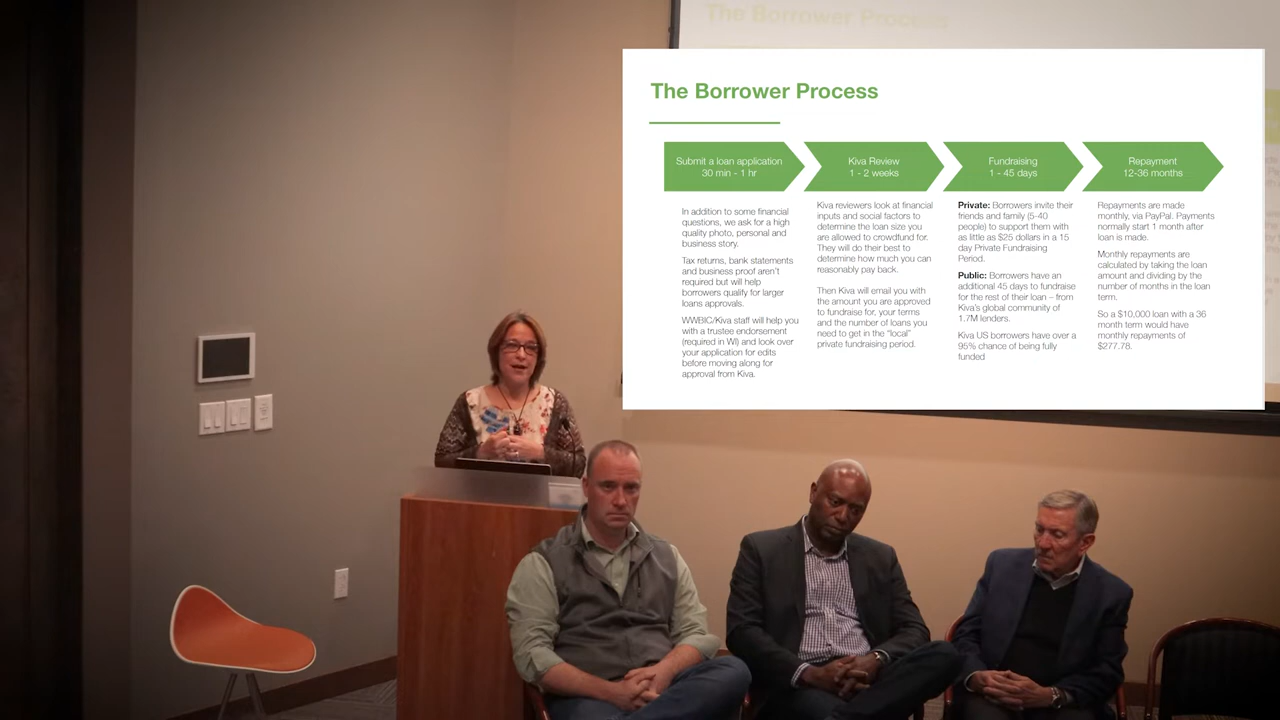 The Borrower Process
The Borrower Process
Submit a loan application
30 min - 1 hr
Kiva Review
1 - 2 weeks
Fundraising
1 - 45 days
Repayment
12-36 months
In addition to some financial
questions, we ask for a high
quality photo, personal and
business story.
Tax returns, bank statements
and business proof aren't
required but will help
borrowers qualify for larger
loans approvals.
WWBIC/Kiva staff will help you
with a trustee endorsement
(required in WI) and look over
your application for edits
before moving along for
approval from Kiva.
Kiva reviewers look at financial
inputs and social factors to
determine the loan size you
are allowed to crowdfund for.
They will do their best to
determine how much you can
reasonably pay back.
Then Kiva will email you with
the amount you are approved
to fundraise for, your terms
and the number of loans you
need to get in the "local"
private fundraising period.
Private: Borrowers invite their
friends and family (5-40
people) to support them with
as little as $25 dollars in a 15
day Private Fundraising
Period.
Public: Borrowers have an
additional 45 days to fundraise
for the rest of their loan – from
Kiva's global community of
1.7M lenders.
Kiva US borrowers have over a
95% chance of being fully
funded
Repayments are made
monthly, via PayPal. Payments
normally start 1 month after
loan is made.
Monthly repayments are
calculated by taking the loan
amount and dividing by the
number of months in the loan
term.
So a $10,000 loan with a 36
month term would have
monthly repayments of
$277.78.